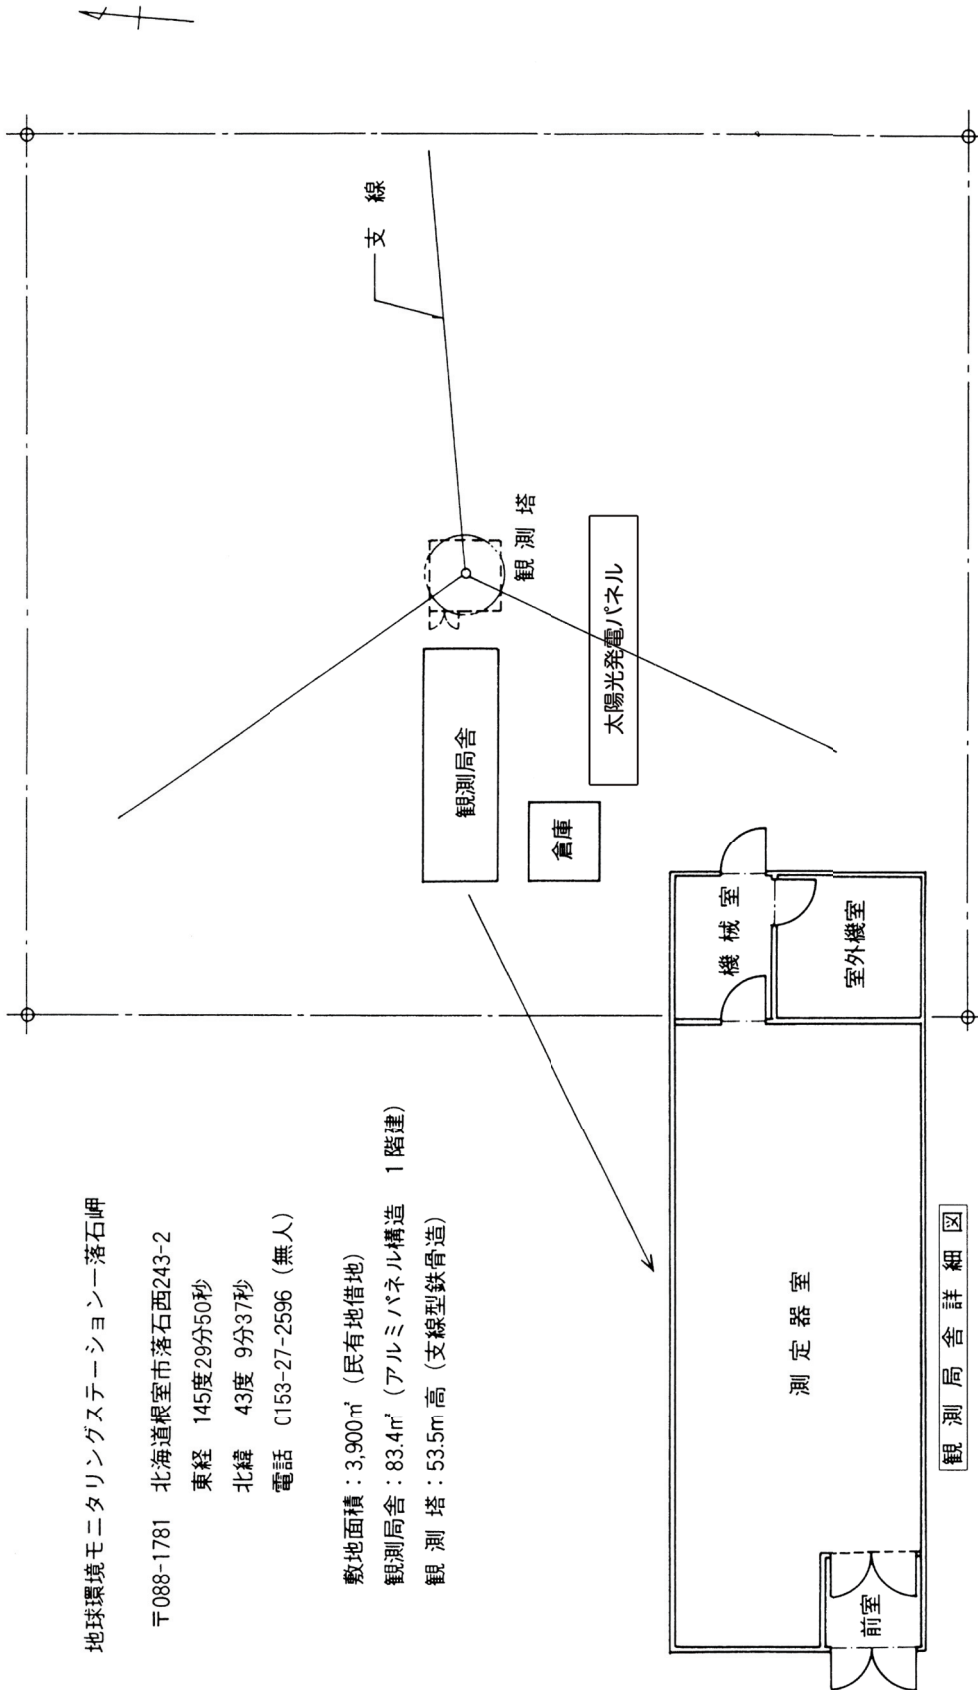 地球環境モニタリングステーションー落石岬
〒088-1781　北海道根室市落石西243-2
東経　145度29分50秒
北緯　43度 9分37秒
電話　0153-27-2596（無人）
敷地面積：3,900㎡（民有地借地）
観測局舎：83.4㎡（アルミパネル構造　1階建）
観 測 塔：53.5m高（支線型鉄骨造）
支　線
観 測 塔
観測局舎
太陽光発電パネル
倉庫
機 械 室
室外機室
測 定 器 室
前室
観 測 局 舎 詳 細 図